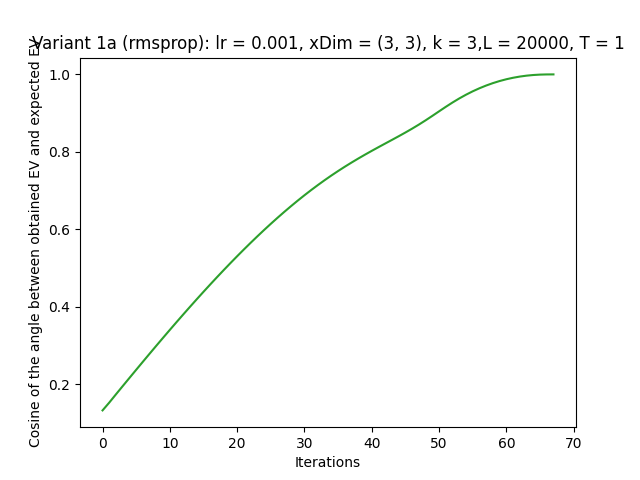 Variant 1a (rmsprop): lr = 0.001, xDim = (3, 3), k = 3,L = 20000, T = 1
Cosine of the angle between obtained EV and expected EV
1.0
0.8
0.6
0.4
0.2
0 10 20 30 40 50 60 70
Iterations